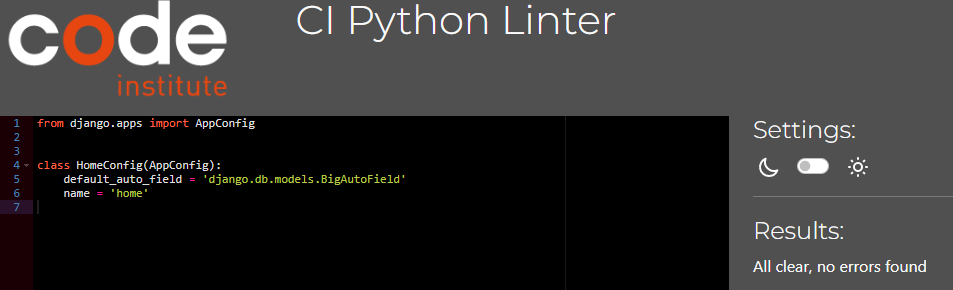 code
institute
CI Python Linter
1 from django.apps import AppConfig
2
3
4 class HomeConfig(AppConfig):
5     default_auto_field = 'django.db.models.BigAutoField'
6     name = 'home'
7
Settings:
Results:
All clear, no errors found